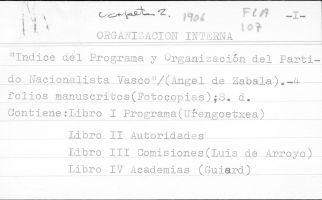 Carpeta 2. 1906 FCA -I-
107
ORGANIZACION INTERNA
"Indice del Programa y Organización del Parti-
do Nacionalista Vasco"/(Angel de Zabala).-4
folios manuscritos(Fotocopias);S. d.
Contiene:Libro I Programa(Urengoetxea)
Libro II Autoridades
Libro III Comisiones(Luis de Arroyo)
Libro IV Academias (Guiard)